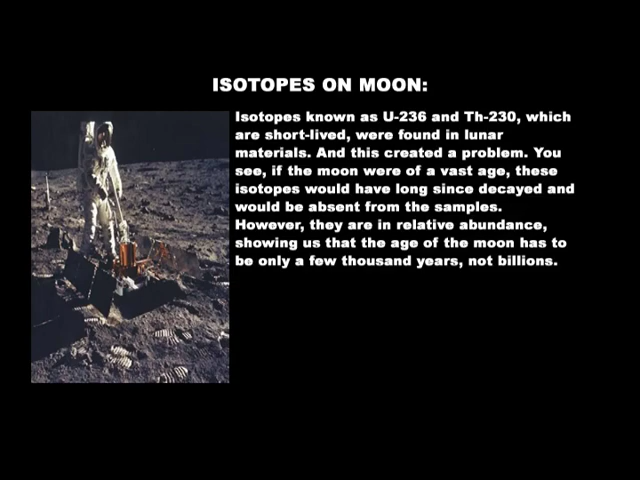 ISOTOPES ON MOON:
Isotopes known as U-236 and Th-230, which
are short-lived, were found in lunar
materials. And this created a problem. You
see, if the moon were of a vast age, these
isotopes would have long since decayed and
would be absent from the samples.
However, they are in relative abundance,
showing us that the age of the moon has to
be only a few thousand years, not billions.